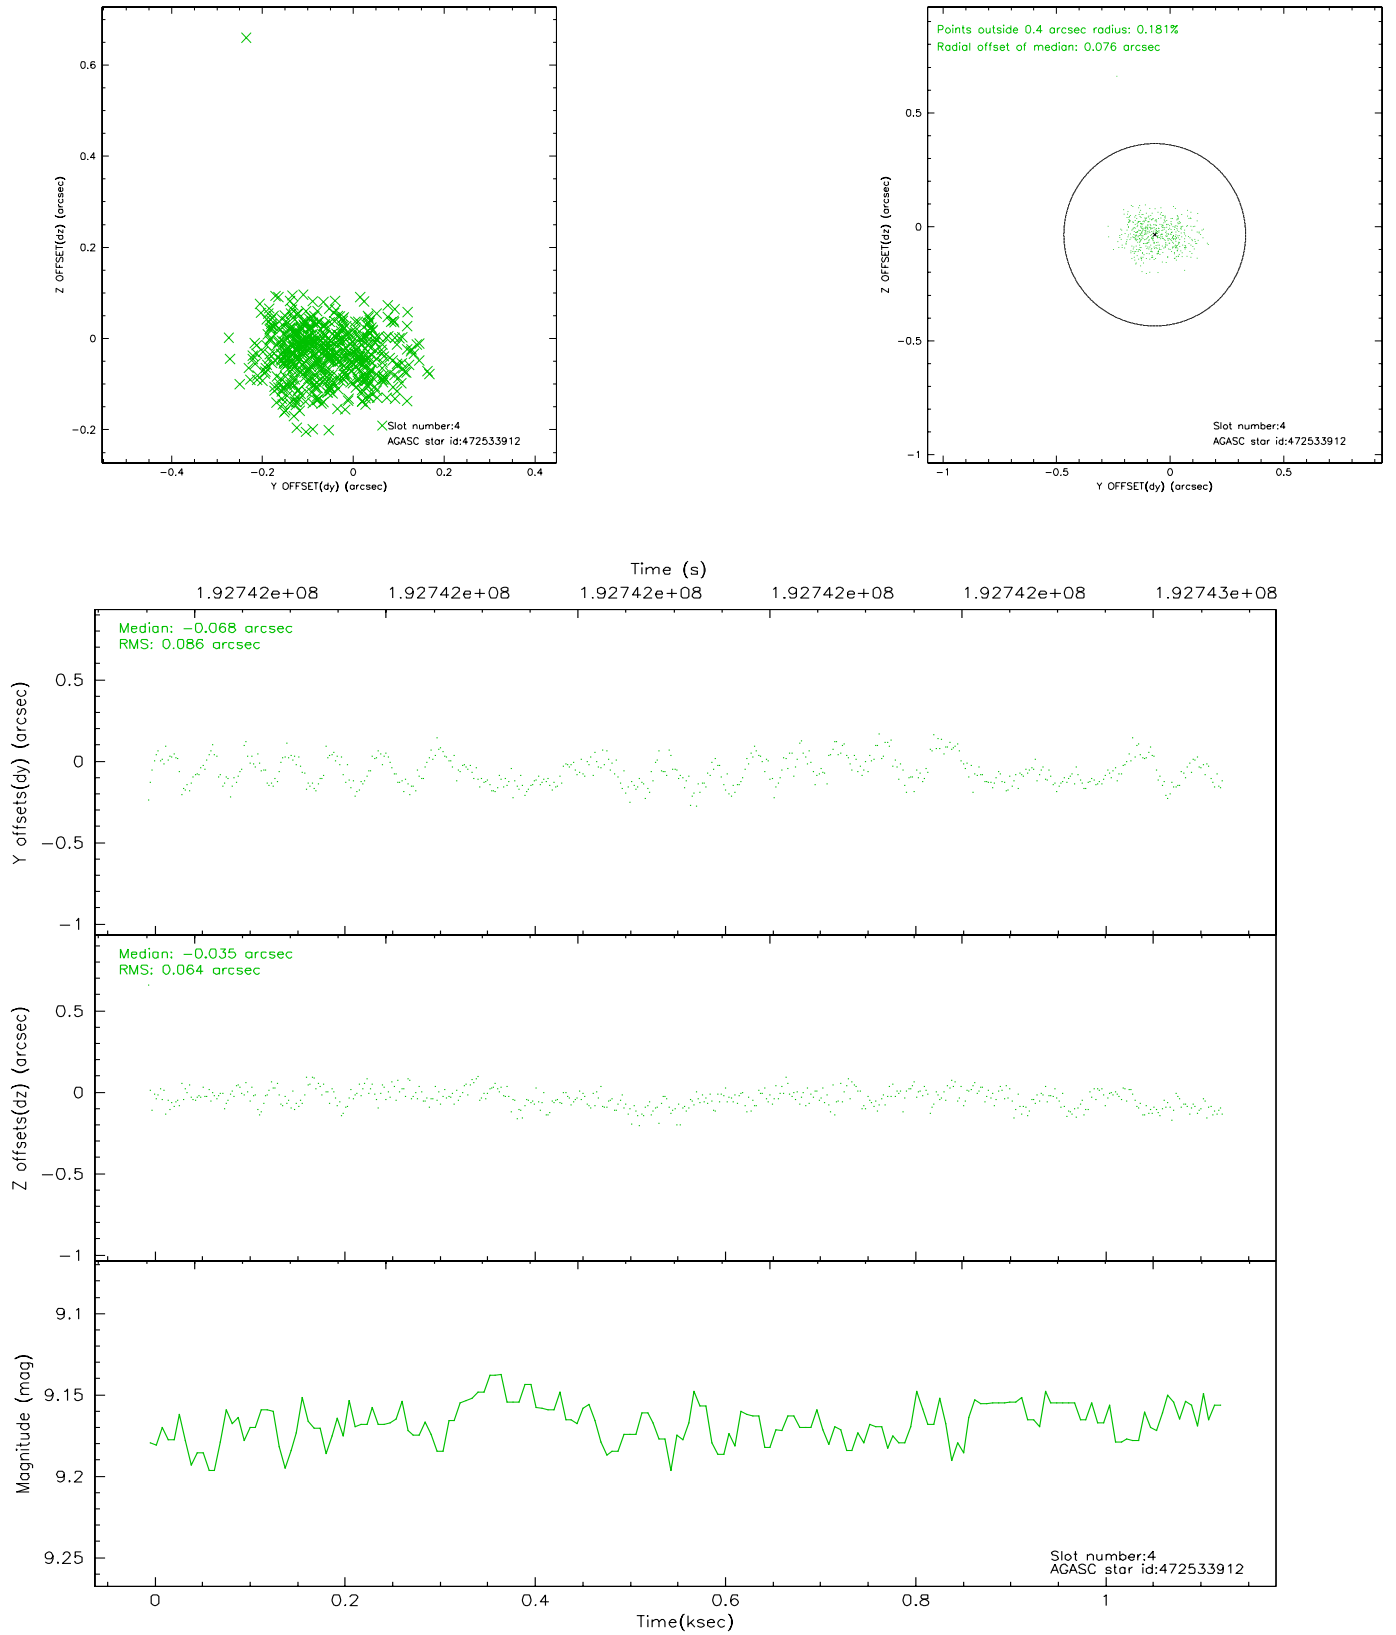 0.6
0.4
0.2
0
−0.2
Z OFFSET(dz) (arcsec)
Slot number:4
AGASC star id:472533912
−0.4 −0.2 0 0.2 0.4
Y OFFSET(dy) (arcsec)
Points outside 0.4 arcsec radius: 0.181%
Radial offset of median: 0.076 arcsec
0.5
0
−0.5
−1
Z OFFSET(dz) (arcsec)
Slot number:4
AGASC star id:472533912
−1 −0.5 0 0.5
Y OFFSET(dy) (arcsec)
Time (s)
1.92742e+08 1.92742e+08 1.92742e+08 1.92742e+08 1.92742e+08 1.92743e+08
Median: −0.068 arcsec
RMS: 0.086 arcsec
0.5
0
−0.5
−1
Y offsets(dy) (arcsec)
Median: −0.035 arcsec
RMS: 0.064 arcsec
0.5
0
−0.5
−1
Z offsets(dz) (arcsec)
9.1
9.15
9.2
9.25
Magnitude (mag)
Slot number:4
AGASC star id:472533912
0 0.2 0.4 0.6 0.8 1
Time(ksec)